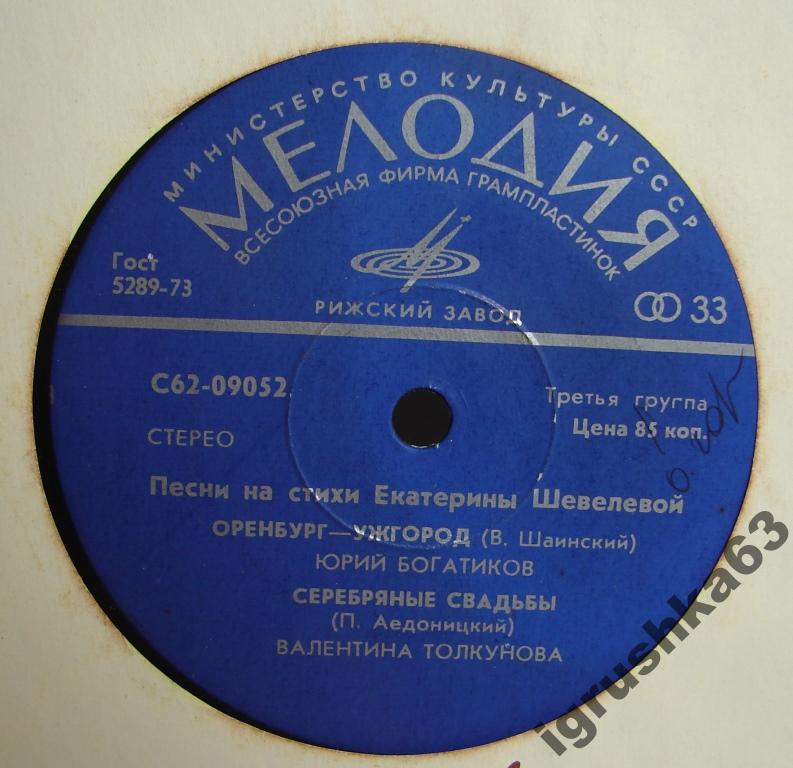 МИНИСТЕРСТВО КУЛЬТУРЫ СССР
МЕЛОДИЯ
ВСЕСОЮЗНАЯ ФИРМА ГРАМПЛАСТИНОК
Гост
5289-73
РИЖСКИЙ ЗАВОД
33
С62-09052
Третья группа
Цена 85 коп.
СТЕРЕО
Песни на стихи Екатерины Шевелевой
ОРЕНБУРГ—УЖГОРОД (В. Шаинский)
ЮРИЙ БОГАТИКОВ
СЕРЕБРЯНЫЕ СВАДЬБЫ
(П. Аедоницкий)
ВАЛЕНТИНА ТОЛКУНОВА
igrushka63